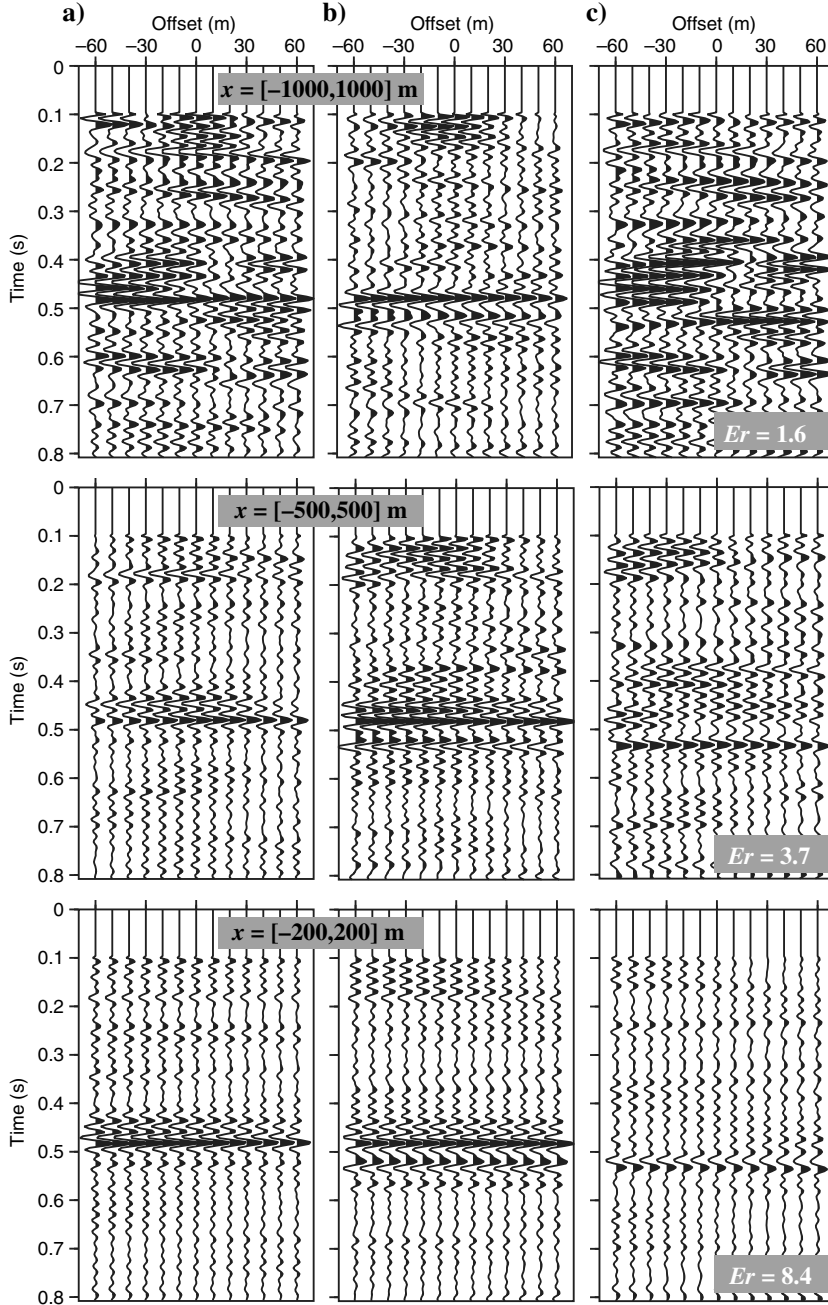 a) b) c)
Offset (m) Offset (m) Offset (m)
−60 −30 0 30 60 −60 −30 0 30 60 −60 −30 0 30 60
0
x = [−1000,1000] m
0.1
0.2
0.3
0.4
0.5
0.6
0.7
0.8
Time (s)
Er = 1.6
0
x = [−500,500] m
0.1
0.2
0.3
0.4
0.5
0.6
0.7
0.8
Time (s)
Er = 3.7
0
x = [−200,200] m
0.1
0.2
0.3
0.4
0.5
0.6
0.7
0.8
Time (s)
Er = 8.4